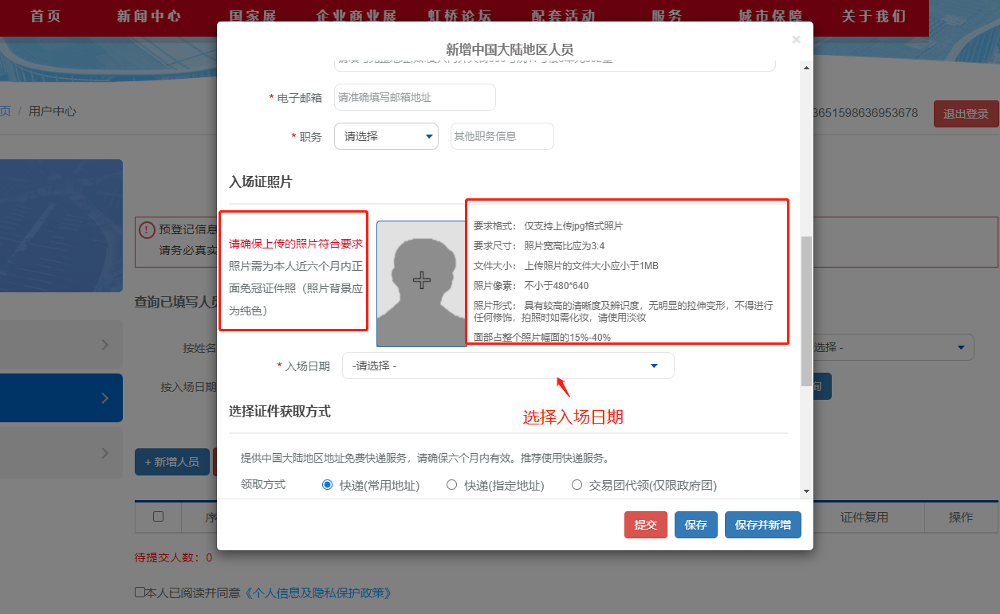 首页 新闻中心 国家展 企业商业展 虹桥论坛 配套活动 服务 城市保障 关于我们
新增中国大陆地区人员 ×
* 电子邮箱 请准确填写邮箱地址
页 / 用户中心
3651598636953678 退出登录
* 职务 请选择 其他职务信息
入场证照片
预登记信息
请务必真实
请确保上传的照片符合要求
照片需为本人近六个月内正
面免冠证件照（照片背景应
为纯色）
要求格式： 仅支持上传jpg格式照片
要求尺寸： 照片宽高比应为3:4
文件大小： 上传照片的文件大小应小于1MB
照片像素： 不小于480*640
照片形式： 具有较高的清晰度及辨识度，无明显的拉伸变形，不得进行
任何修饰，拍照时如需化妆，请使用淡妆
面部占整个照片幅面的15%-40%
查询已填写人员
按姓名
选择 -
* 入场日期 -请选择 -
按入场日期
询
选择入场日期
选择证件获取方式
提供中国大陆地区地址免费快递服务，请确保六个月内有效。推荐使用快递服务。
+ 新增人员
领取方式 快递(常用地址) 快递(指定地址) 交易团代领(仅限政府团)
序 证件复用 操作
提交 保存 保存并新增
待提交人数：0
本人已阅读并同意《个人信息及隐私保护政策》